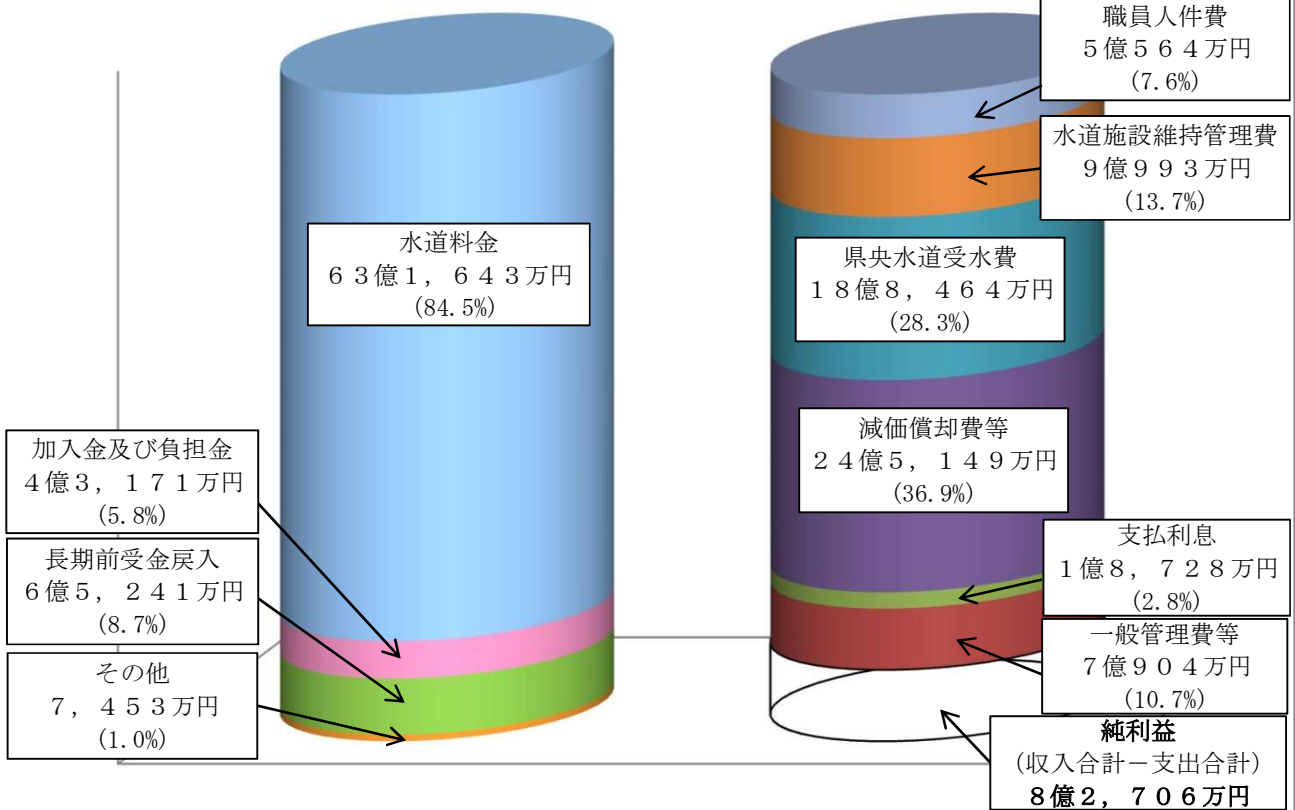 水道料金
６３億１，６４３万円
(84.5%)
加入金及び負担金
４億３，１７１万円
(5.8%)
長期前受金戻入
６億５，２４１万円
(8.7%)
その他
７，４５３万円
(1.0%)
職員人件費
５億５６４万円
(7.6%)
水道施設維持管理費
９億９９３万円
(13.7%)
県央水道受水費
１８億８，４６４万円
(28.3%)
減価償却費等
２４億５，１４９万円
(36.9%)
支払利息
１億８，７２８万円
(2.8%)
一般管理費等
７億９０４万円
(10.7%)
純利益
(収入合計－支出合計)
８億２，７０６万円